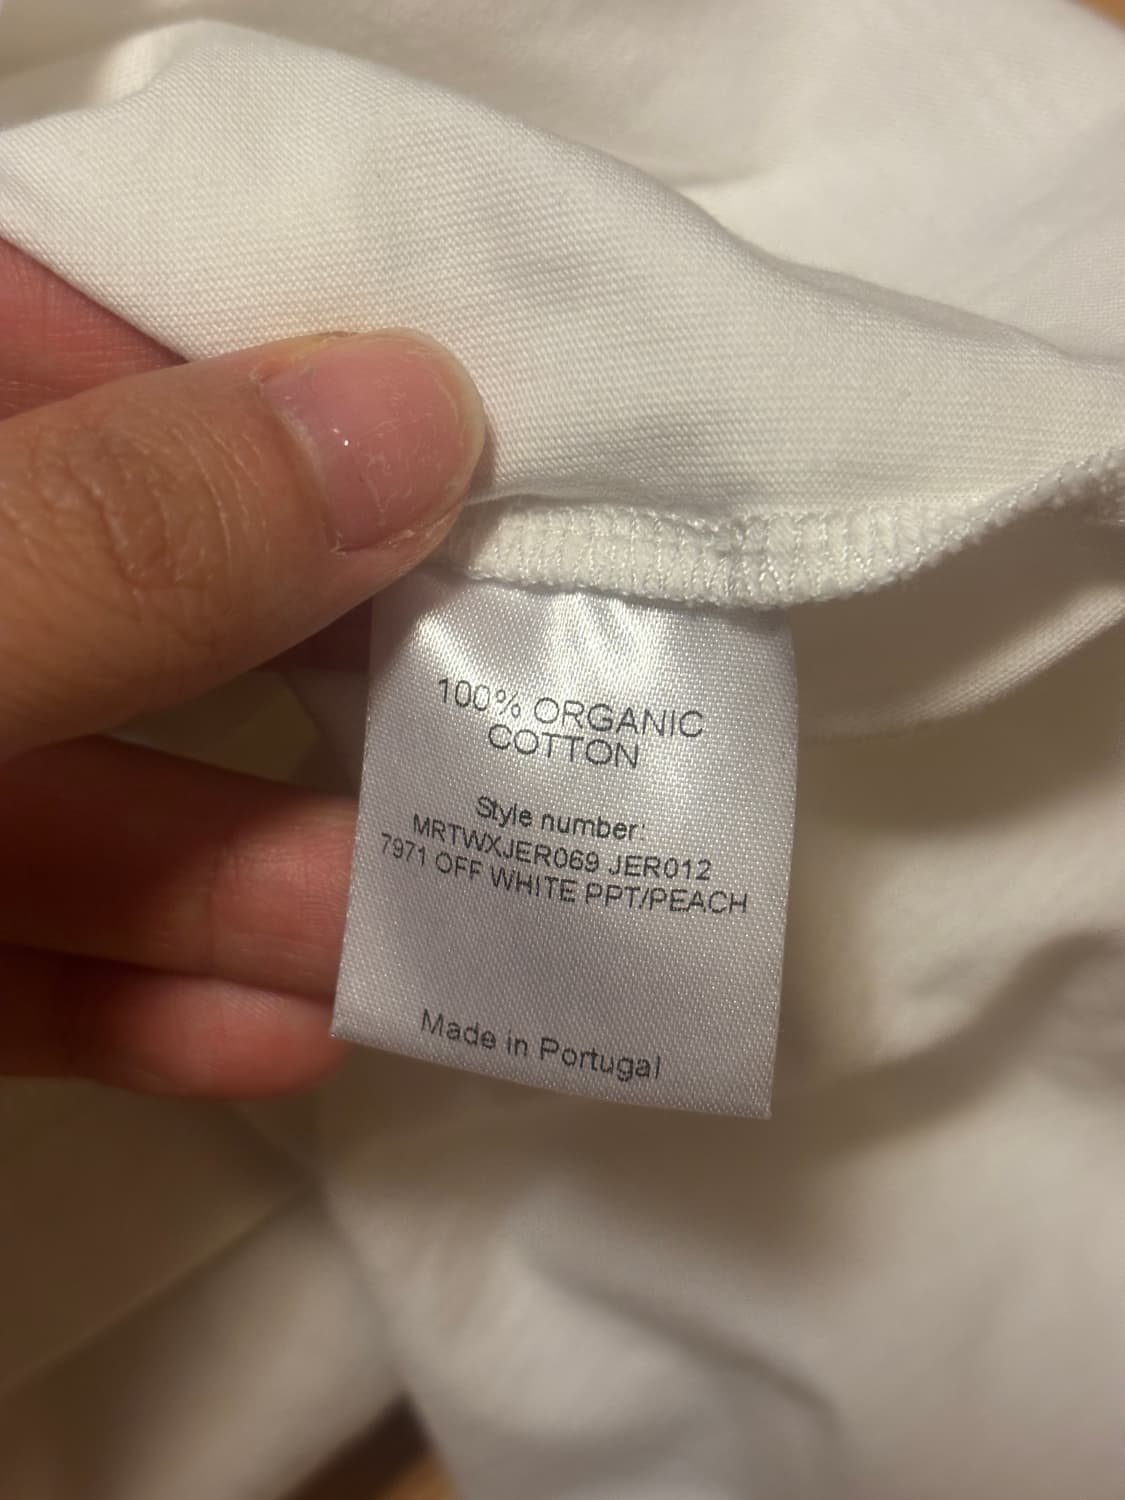 100% ORGANIC
COTTON
Style number:
MRTWXJER069 JER012
7971 OFF WHITE PPT/PEACH
Made in Portugal